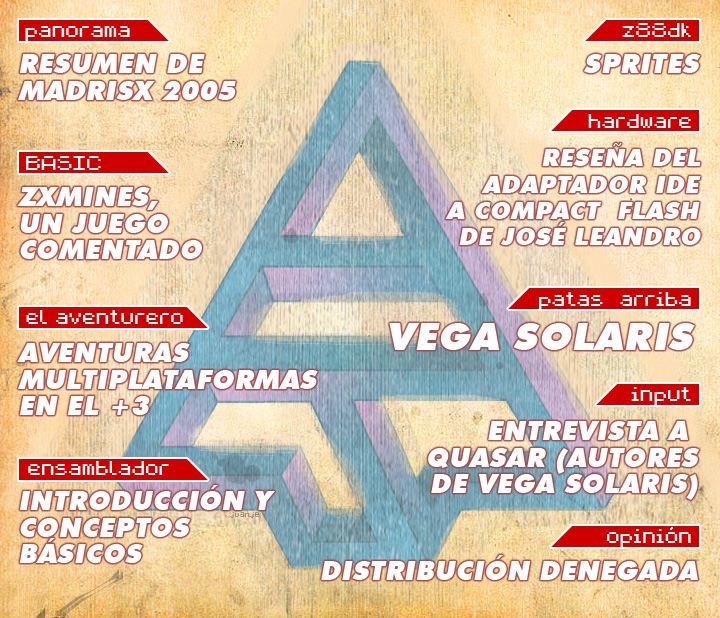 panorama
RESUMEN DE
MADRISX 2005
BASIC
ZXMINES,
UN JUEGO
COMENTADO
el aventurero
AVENTURAS
MULTIPLATAFORMAS
EN EL +3
ensamblador
INTRODUCCIÓN Y
CONCEPTOS
BÁSICOS
z88dk
SPRITES
hardware
RESEÑA DEL
ADAPTADOR IDE
A COMPACT FLASH
DE JOSÉ LEANDRO
patas arriba
VEGA SOLARIS
input
ENTREVISTA A
QUASAR (AUTORES
DE VEGA SOLARIS)
opinión
DISTRIBUCIÓN DENEGADA